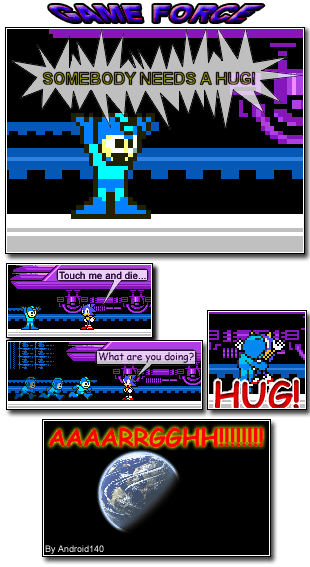 GAME FORCE
SOMEBODY NEEDS A HUG!
Touch me and die...
What are you doing?
HUG!
AAAARRGGHH!!!!!!!!!
By Android140